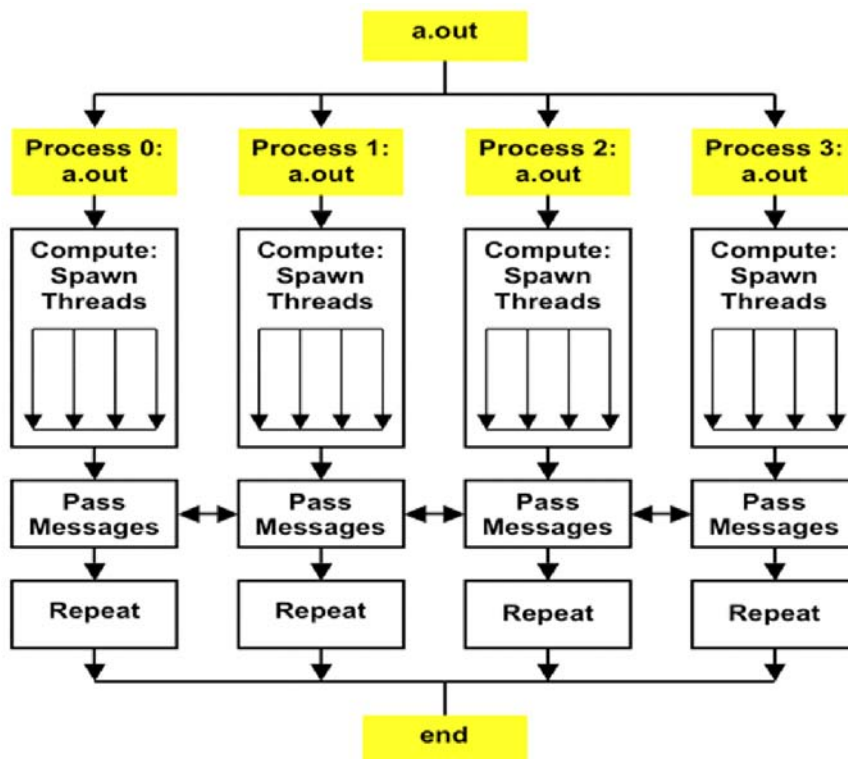 a.out
Process 0:
a.out
Process 1:
a.out
Process 2:
a.out
Process 3:
a.out
Compute:
Spawn
Threads
Compute:
Spawn
Threads
Compute:
Spawn
Threads
Compute:
Spawn
Threads
Pass
Messages
Pass
Messages
Pass
Messages
Pass
Messages
Repeat
Repeat
Repeat
Repeat
end